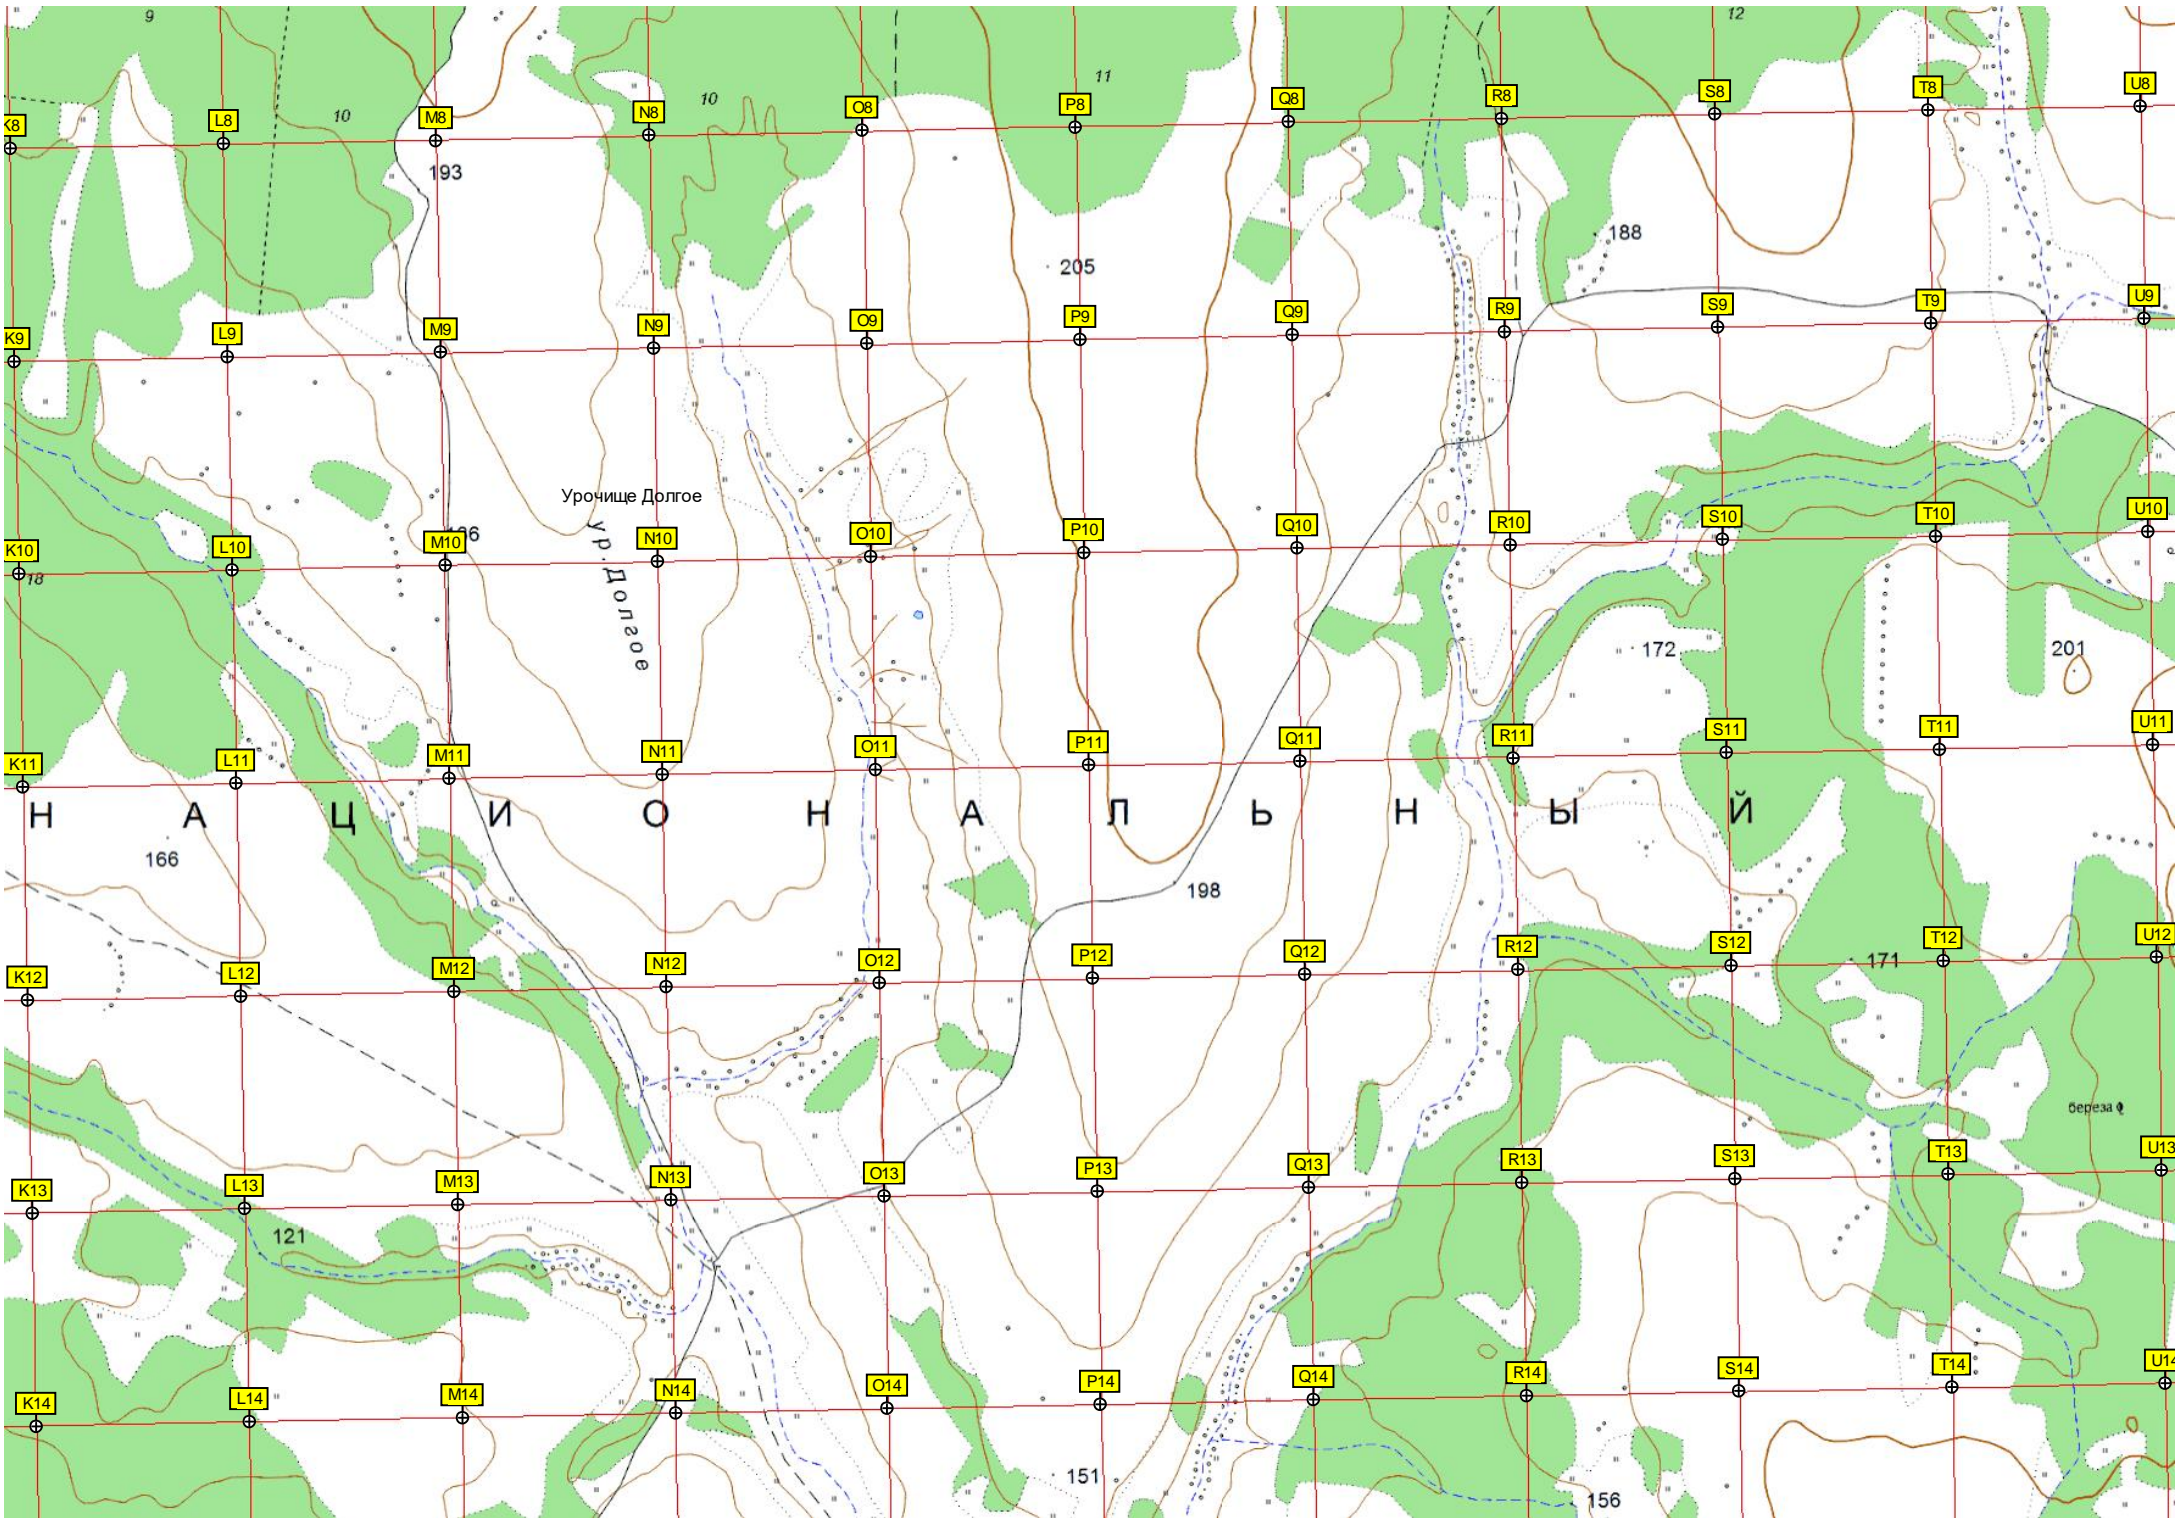 9
12
11
10
10
K8 L8 M8 N8 O8 P8 Q8 R8 S8 T8 U8
193
188
205
K9 L9 M9 N9 O9 P9 Q9 R9 S9 T9 U9
Урочище Долгое
ур. Долгое
K10 L10 M10 N10 O10 P10 Q10 R10 S10 T10 U10
18
172
201
K11 L11 M11 N11 O11 P11 Q11 R11 S11 T11 U11
Н А Ц И О Н А Л Ь Н Ы Й
166
198
K12 L12 M12 N12 O12 P12 Q12 R12 S12 T12 U12
171
береза
K13 L13 M13 N13 O13 P13 Q13 R13 S13 T13 U13
121
K14 L14 M14 N14 O14 P14 Q14 R14 S14 T14 U14
151
156